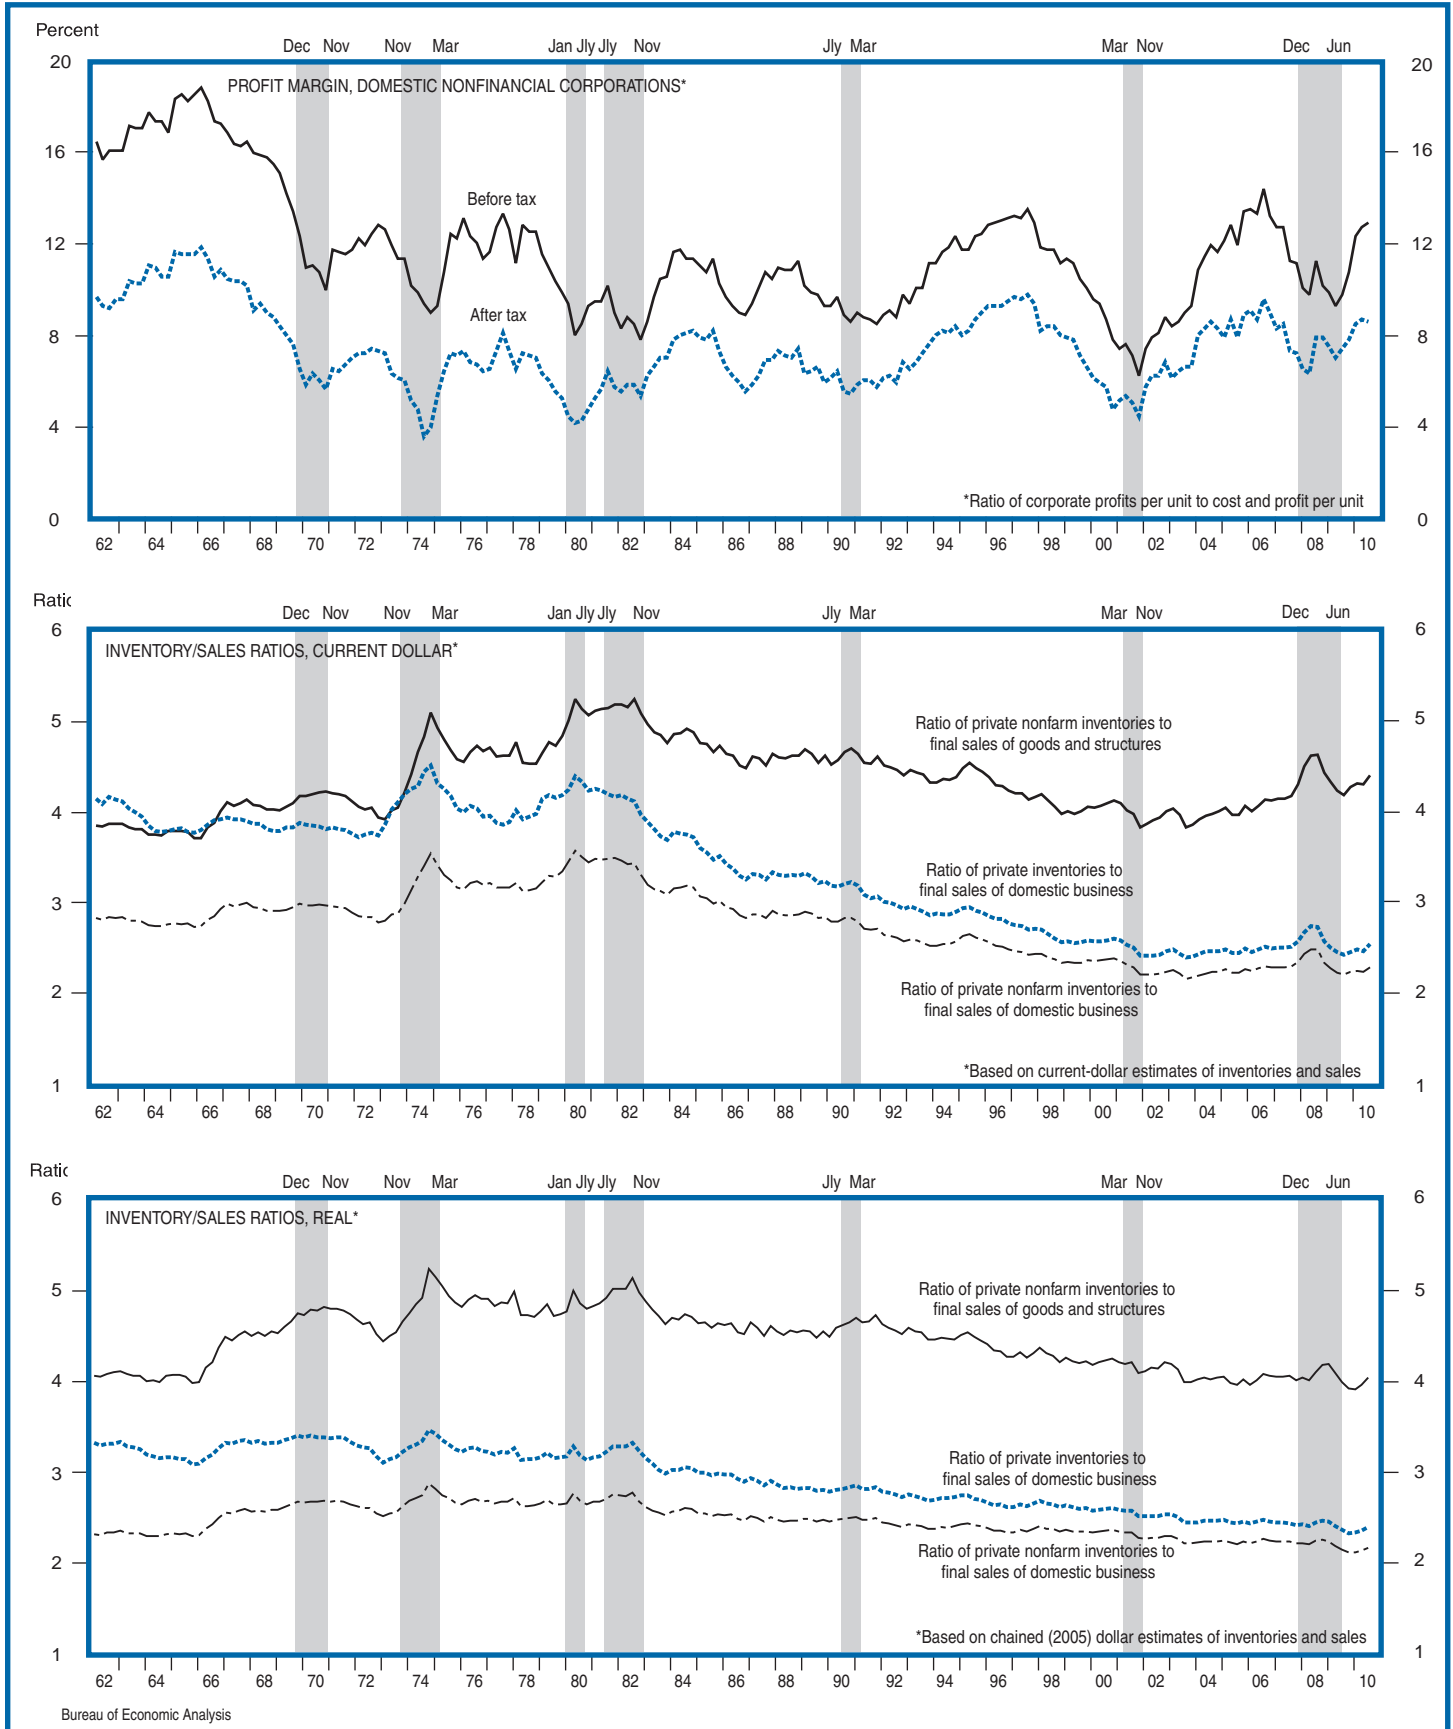 Percent
Dec Nov Nov Mar Jan Jly Jly Nov Jly Mar Mar Nov Dec Jun
20 20
PROFIT MARGIN, DOMESTIC NONFINANCIAL CORPORATIONS*
16 16
Before tax
12 12
After tax
8 8
4 4
*Ratio of corporate profits per unit to cost and profit per unit
0 0
62 64 66 68 70 72 74 76 78 80 82 84 86 88 90 92 94 96 98 00 02 04 06 08 10
Ratic
Dec Nov Nov Mar Jan Jly Jly Nov Jly Mar Mar Nov Dec Jun
6 6
INVENTORY/SALES RATIOS, CURRENT DOLLAR*
5 5
Ratio of private nonfarm inventories to
final sales of goods and structures
4 4
Ratio of private inventories to
final sales of domestic business
3 3
2 2
Ratio of private nonfarm inventories to
final sales of domestic business
*Based on current-dollar estimates of inventories and sales
1 1
62 64 66 68 70 72 74 76 78 80 82 84 86 88 90 92 94 96 98 00 02 04 06 08 10
Ratic
Dec Nov Nov Mar Jan Jly Jly Nov Jly Mar Mar Nov Dec Jun
6 6
INVENTORY/SALES RATIOS, REAL*
5 5
Ratio of private nonfarm inventories to
final sales of goods and structures
4 4
Ratio of private inventories to
final sales of domestic business
3 3
Ratio of private nonfarm inventories to
final sales of domestic business
2 2
*Based on chained (2005) dollar estimates of inventories and sales
1 1
62 64 66 68 70 72 74 76 78 80 82 84 86 88 90 92 94 96 98 00 02 04 06 08 10
Bureau of Economic Analysis